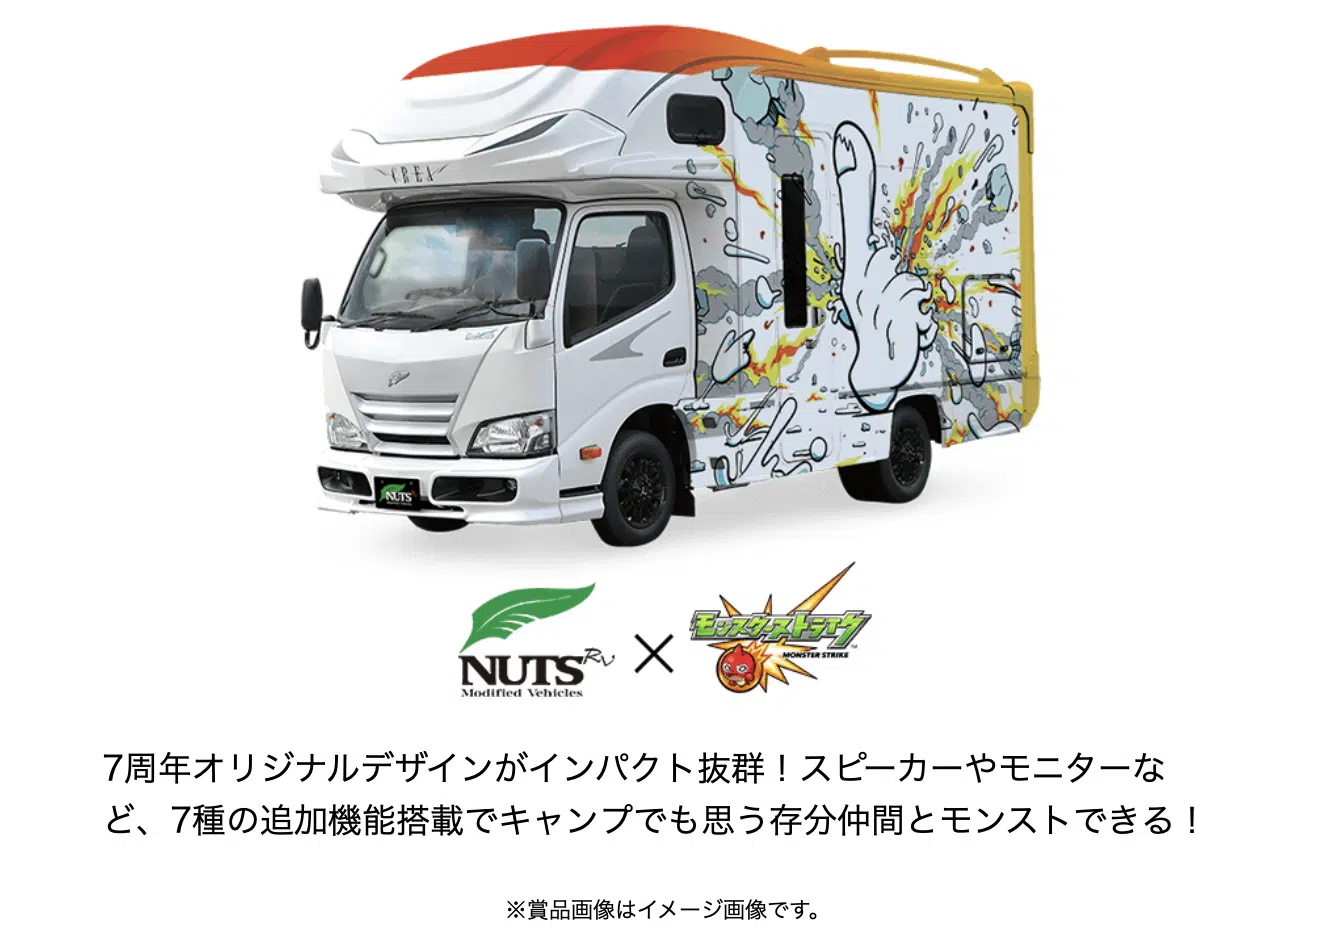 CREA
NUTS
NUTS RV
Modified Vehicles
×
モンスターストライク
MONSTER STRIKE
7周年オリジナルデザインがインパクト抜群！スピーカーやモニターな
ど、7種の追加機能搭載でキャンプでも思う存分仲間とモンストできる！
※賞品画像はイメージ画像です。